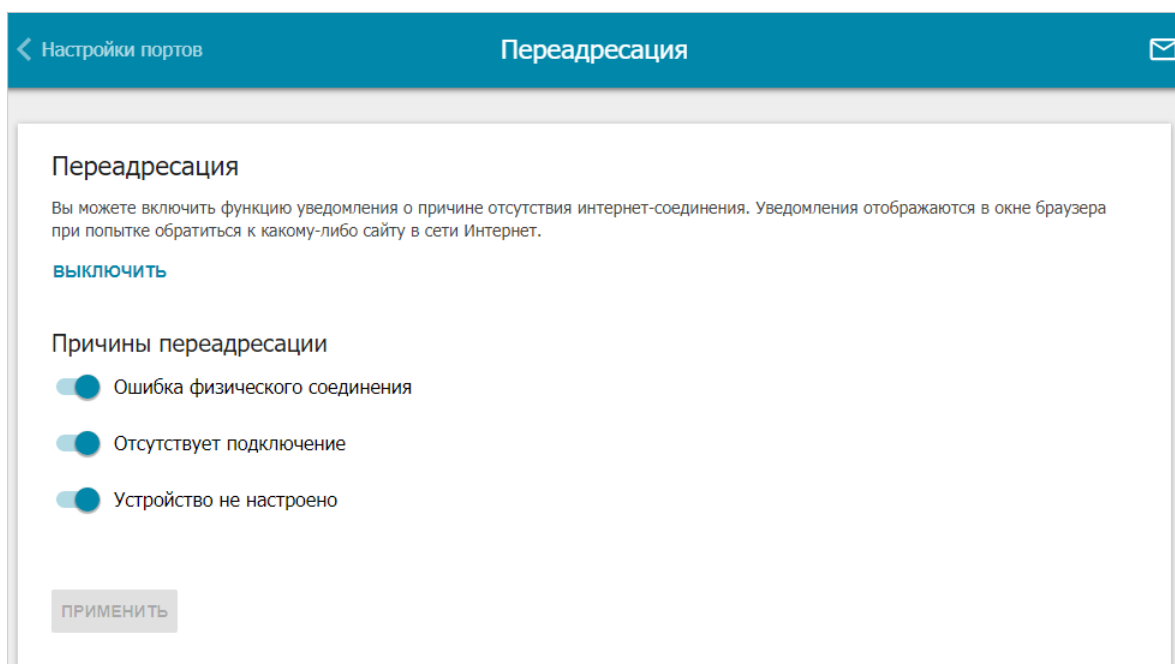 Настройки портов
Переадресация
Переадресация
Вы можете включить функцию уведомления о причине отсутствия интернет-соединения. Уведомления отображаются в окне браузера
при попытке обратиться к какому-либо сайту в сети Интернет.
ВЫКЛЮЧИТЬ
Причины переадресации
Ошибка физического соединения
Отсутствует подключение
Устройство не настроено
ПРИМЕНИТЬ